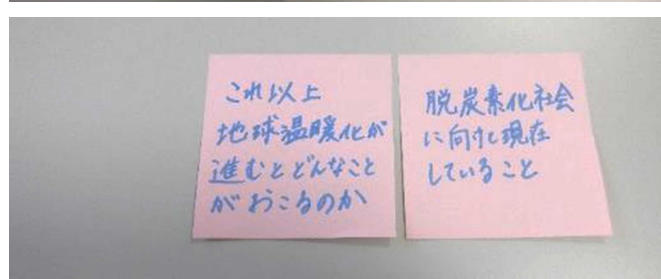 これ以上
地球温暖化が
進むとどんなこと
がおこるのか
脱炭素化社会
に向けて現在
していること